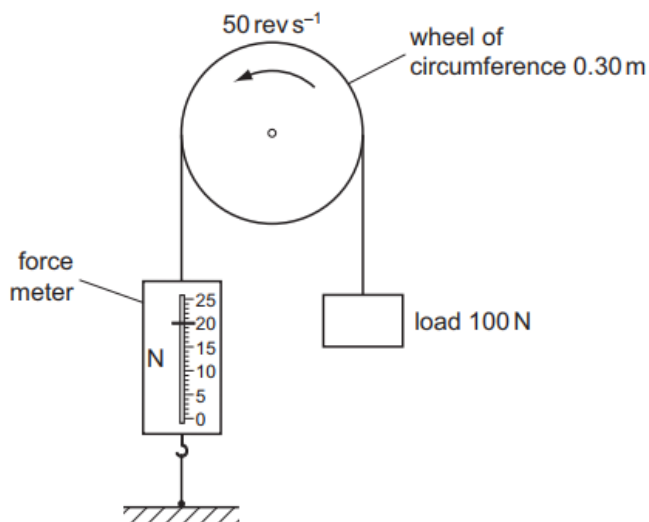 50 rev s⁻¹
wheel of
circumference 0.30 m
force
meter
25
20
15
10
5
0
N
load 100 N